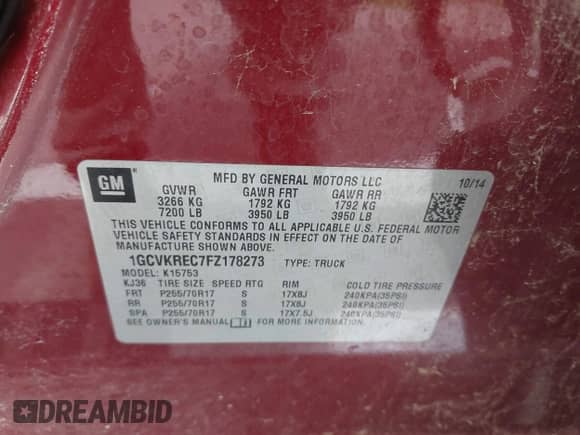 MFD BY GENERAL MOTORS LLC 10/14
GM
GVWR GAWR FRT GAWR RR
3266 KG 1792 KG 1792 KG
7200 LB 3950 LB 3950 LB
THIS VEHICLE CONFORMS TO ALL APPLICABLE U.S. FEDERAL MOTOR
VEHICLE SAFETY STANDARDS IN EFFECT ON THE DATE OF
MANUFACTURE SHOWN ABOVE.
1GCVKREC7FZ178273 TYPE: TRUCK
MODEL: K15753
KJ36 TIRE SIZE SPEED RTG RIM COLD TIRE PRESSURE
FRT P255/70R17 S 17X8J 240KPA(35PSI)
RR P255/70R17 S 17X8J 240KPA(35PSI)
SPA P255/70R17 S 17X7.5J 240KPA(35PSI)
SEE OWNER'S MANUAL FOR MORE INFORMATION.
DREAMBID